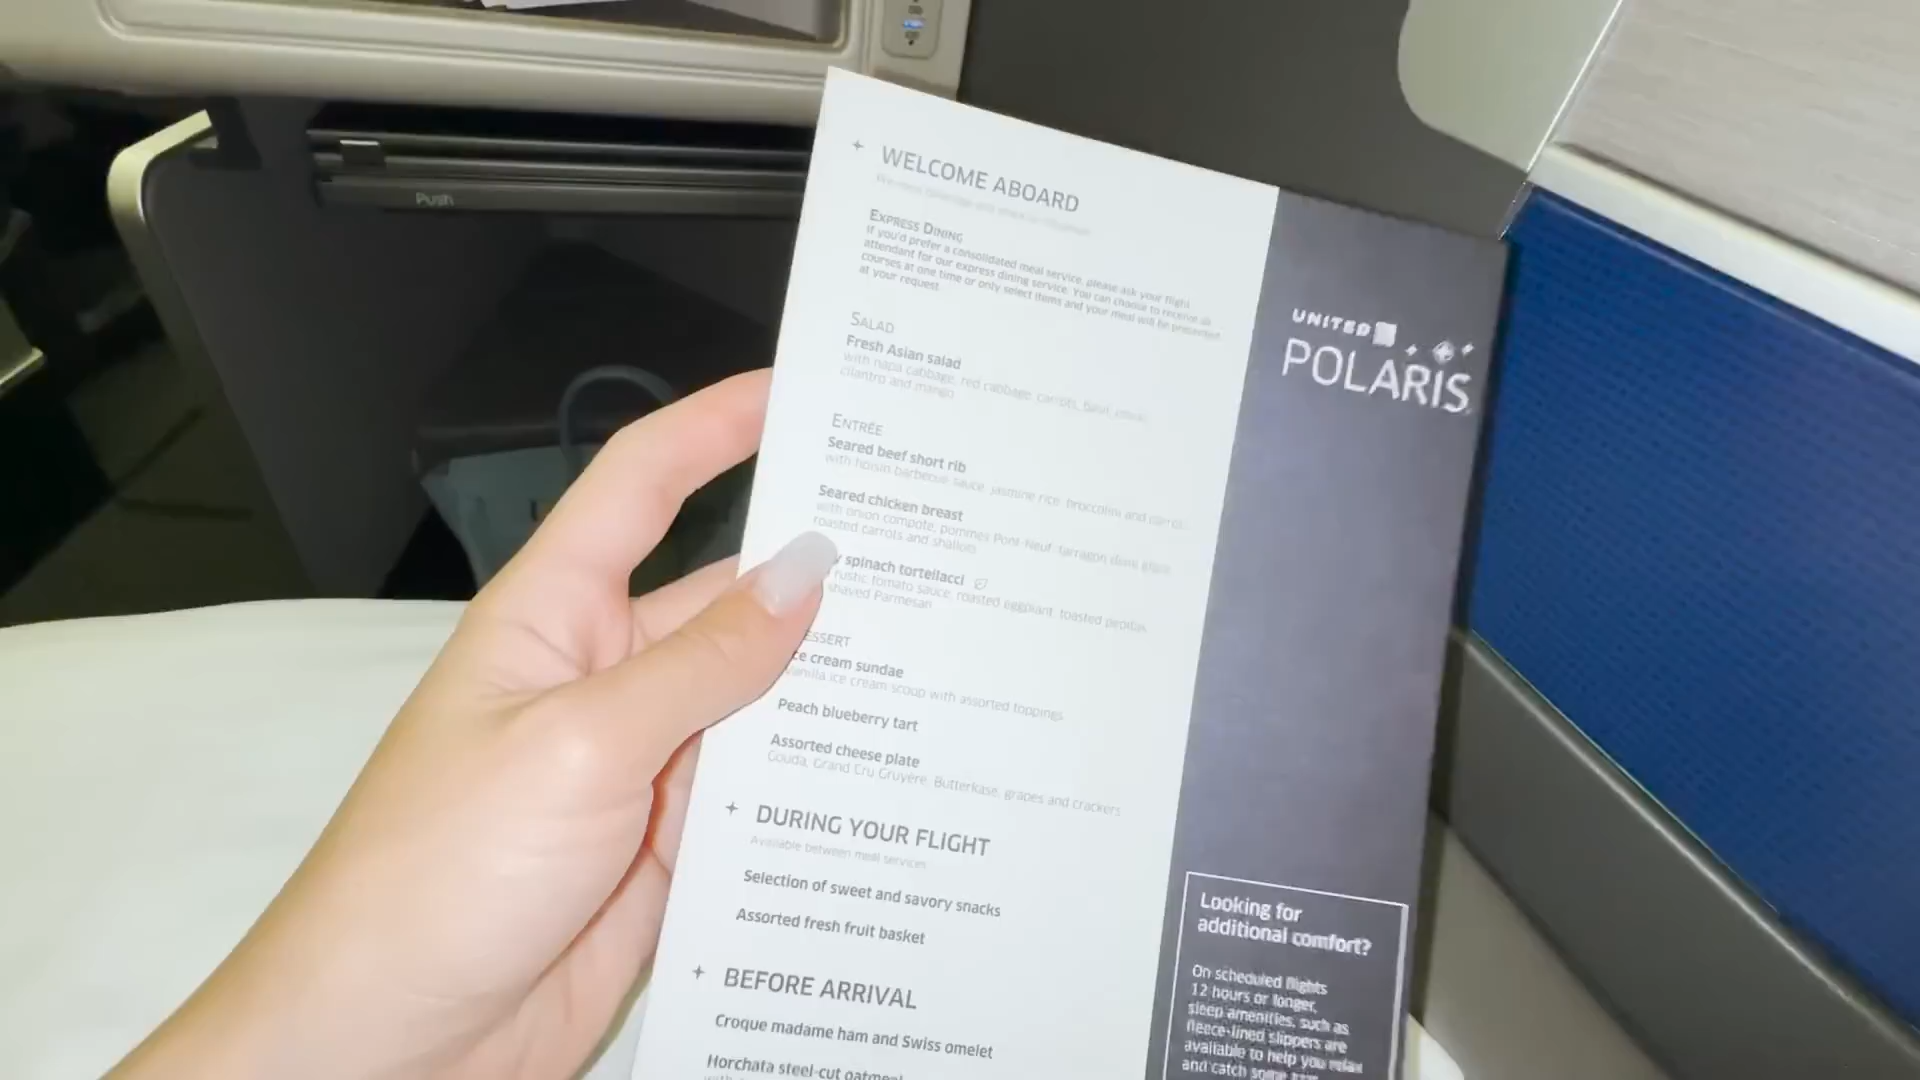 Push
WELCOME ABOARD
EXPRESS DINING
If you'd prefer a consolidated meal service, please ask your flight
attendant for our express dining service. You can choose to receive all
courses at one time or only select items and your meal will be presented
at your request.
SALAD
Fresh Asian salad
with napa cabbage, red cabbage, carrots,
cilantro and mango
ENTRÉE
Seared beef short rib
with hoisin barbecue sauce, jasmine rice, broccolini and carrots
Seared chicken breast
with onion compote, pommes Pont-Neuf, tarragon demi glace,
roasted carrots and shallots
spinach tortellacci
rustic tomato sauce, roasted eggplant, toasted pepitas
shaved Parmesan
ESSERT
ce cream sundae
vanilla ice cream scoop with assorted toppings
Peach blueberry tart
Assorted cheese plate
Gouda, Grand Cru Gruyère, Butterkase, grapes and crackers
DURING YOUR FLIGHT
Available between meal services
Selection of sweet and savory snacks
Assorted fresh fruit basket
BEFORE ARRIVAL
Croque madame ham and Swiss omelet
Horchata steel-cut oatmeal
UNITED
POLARIS
Looking for
additional comfort?
On scheduled flights
12 hours or longer,
sleep amenities, such as
fleece-lined slippers are
available to help you relax
and catch some